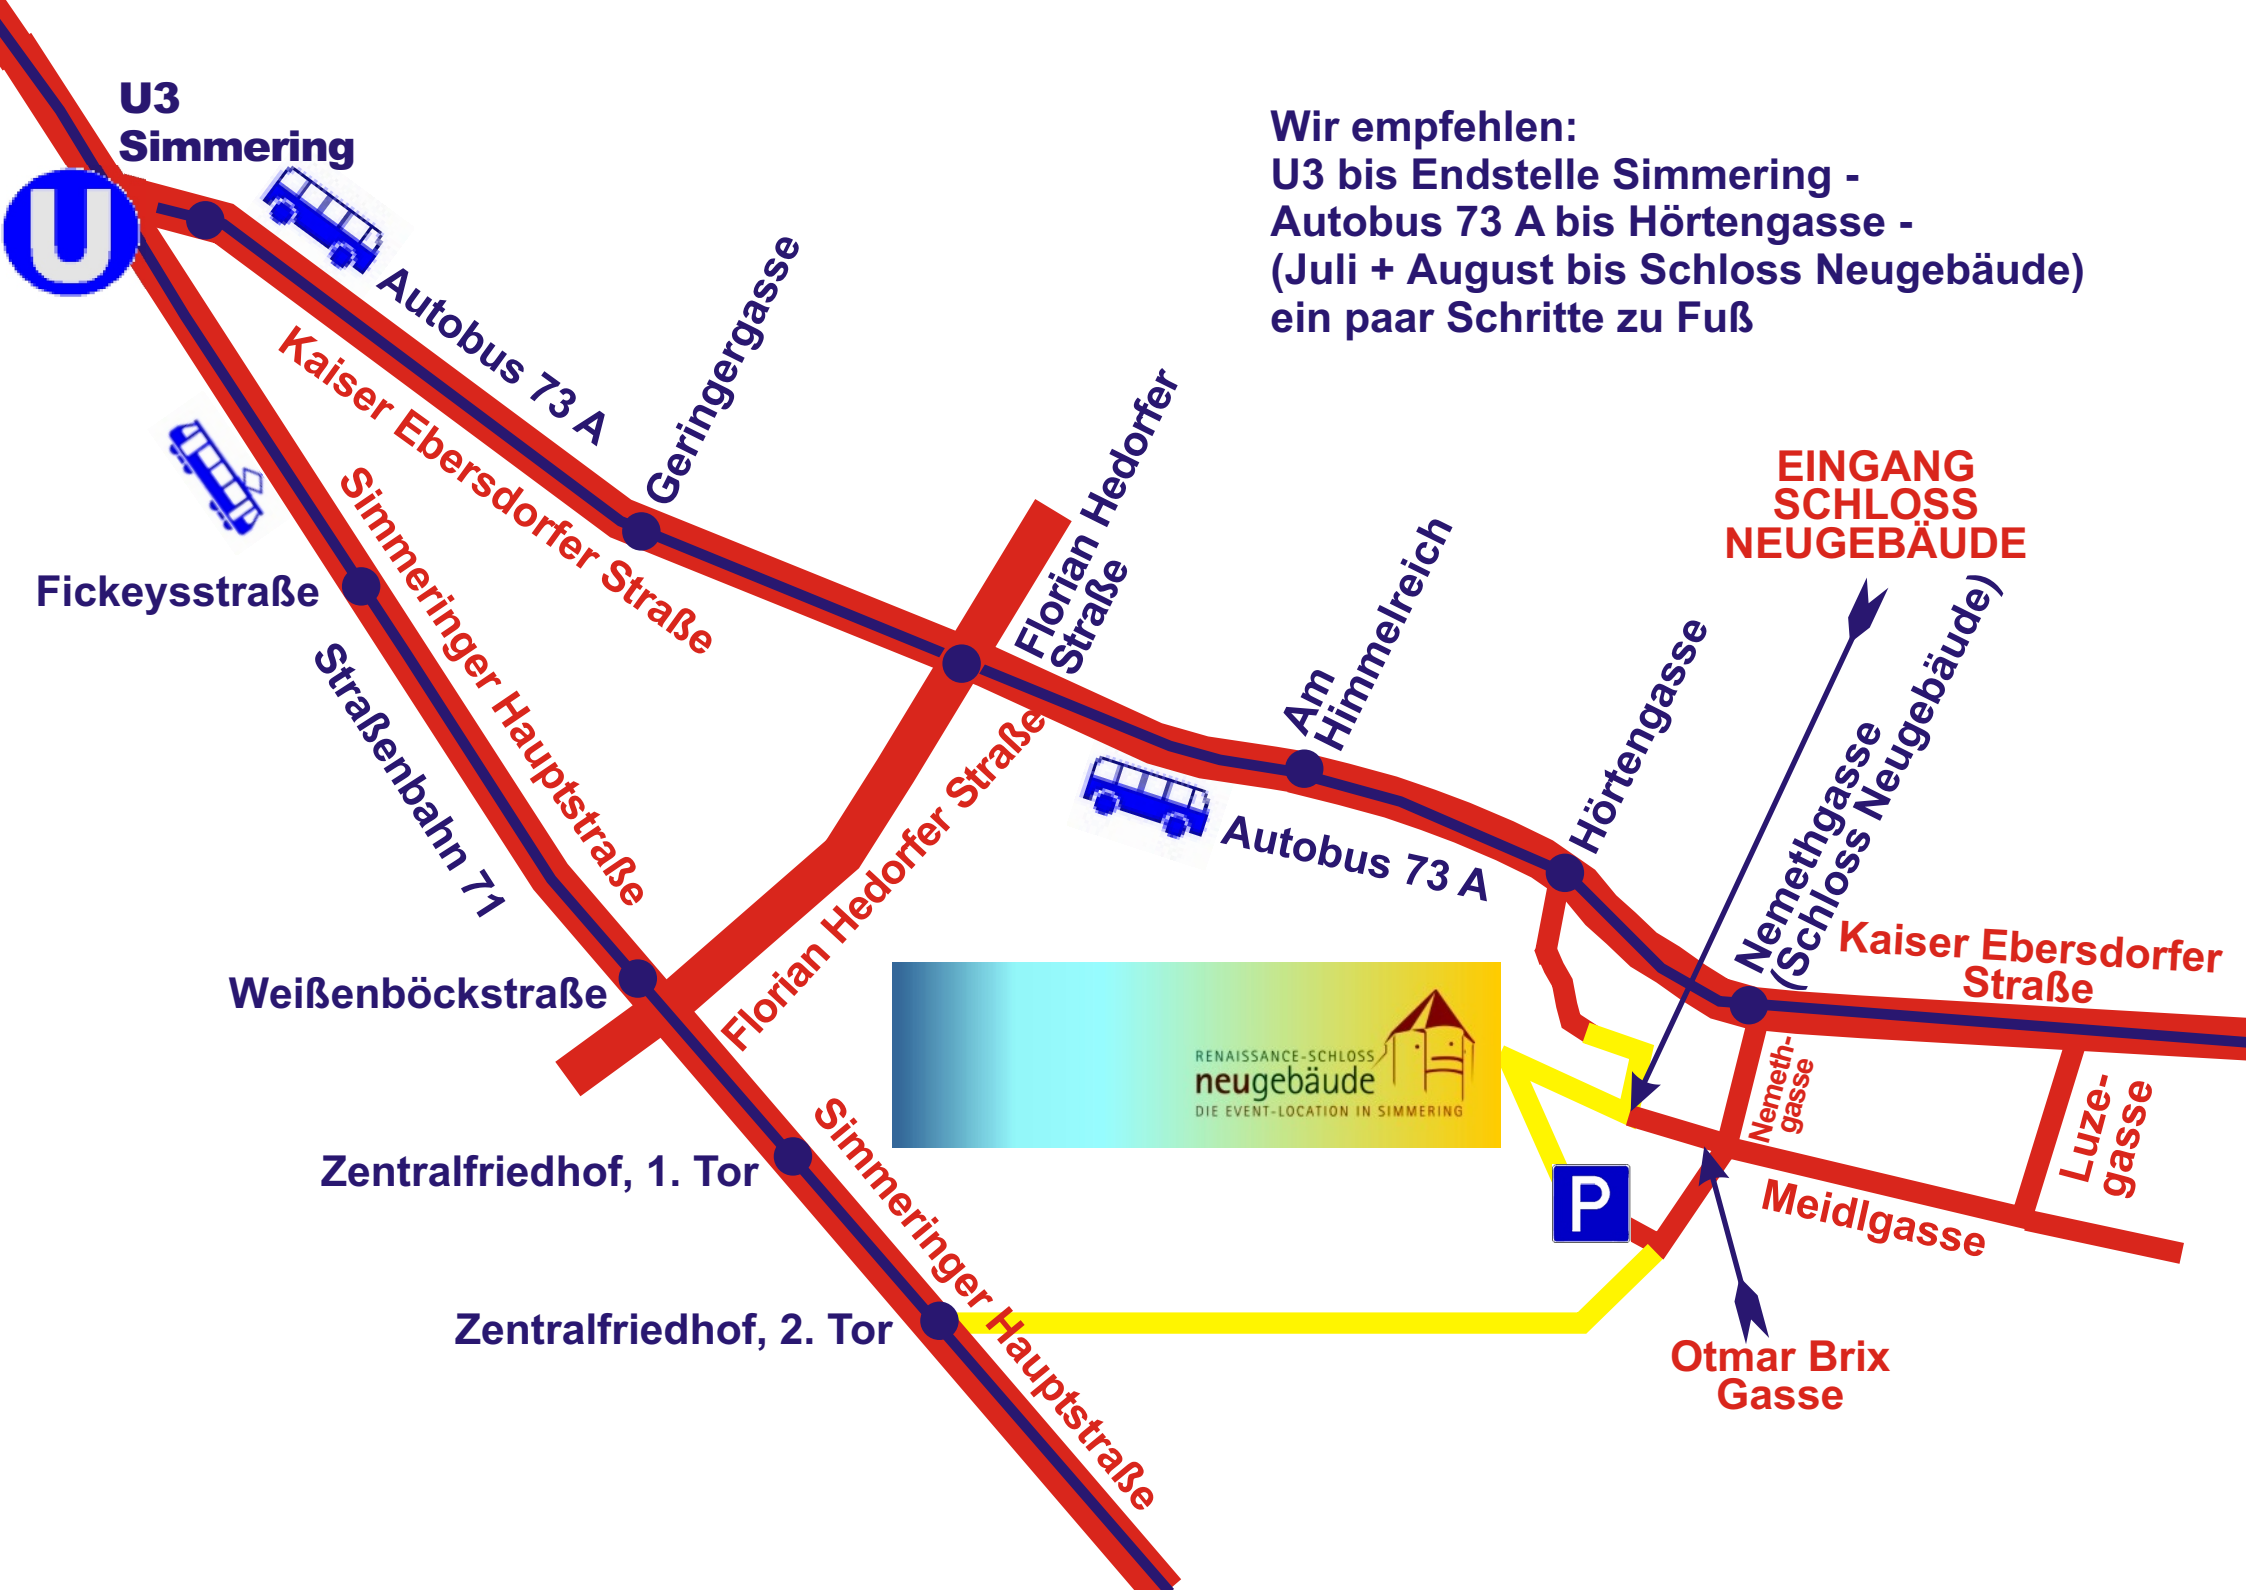 U3
Simmering
Wir empfehlen:
U3 bis Endstelle Simmering -
Autobus 73 A bis Hörtengasse -
(Juli + August bis Schloss Neugebäude)
ein paar Schritte zu Fuß
U
Autobus 73 A
Kaiser Ebersdorfer Straße
Geringergasse
Florian Hedorfer
Straße
Am
Himmelreich
EINGANG
SCHLOSS
NEUGEBÄUDE
Simmeringer Hauptstraße
Fickeysstraße
Straßenbahn 71
Florian Hedorfer Straße
Autobus 73 A
Hörtengasse
Nemethgasse
(Schloss Neugebäude)
Kaiser Ebersdorfer
Straße
Weißenböckstraße
RENAISSANCE-SCHLOSS
neugebäude
DIE EVENT-LOCATION IN SIMMERING
Nemeth-
gasse
Luze-
gasse
Zentralfriedhof, 1. Tor
Simmeringer Hauptstraße
P
Meidlgasse
Zentralfriedhof, 2. Tor
Otmar Brix
Gasse